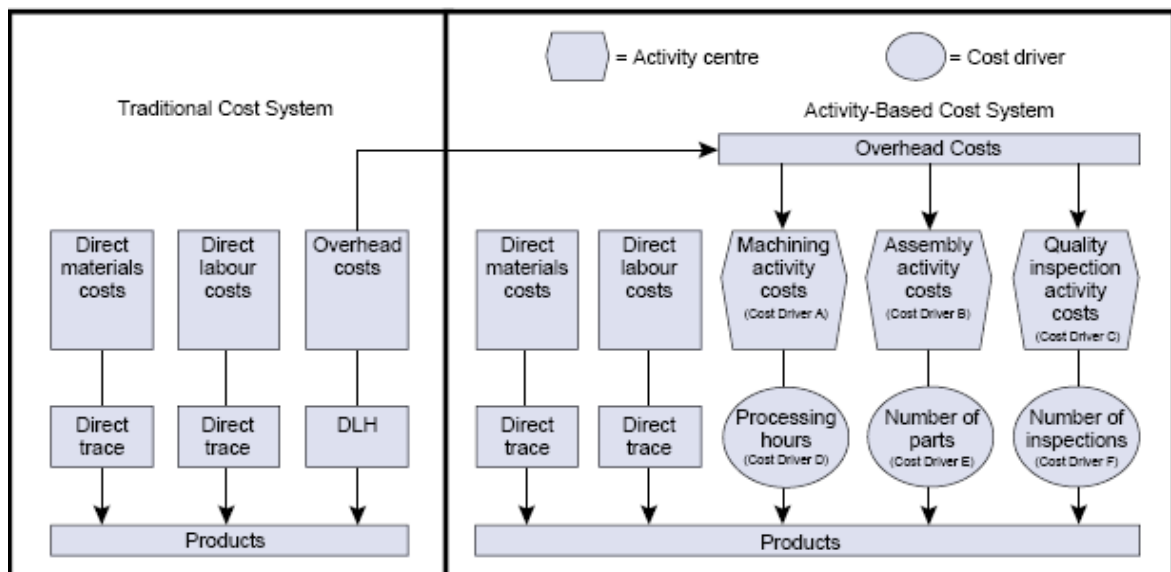 = Activity centre
= Cost driver
Traditional Cost System
Activity-Based Cost System
Overhead Costs
Direct
materials
costs
Direct
labour
costs
Overhead
costs
Direct
materials
costs
Direct
labour
costs
Machining
activity
costs
(Cost Driver A)
Assembly
activity
costs
(Cost Driver B)
Quality
inspection
activity
costs
(Cost Driver C)
Direct
trace
Direct
trace
DLH
Direct
trace
Direct
trace
Processing
hours
(Cost Driver D)
Number of
parts
(Cost Driver E)
Number of
inspections
(Cost Driver F)
Products
Products